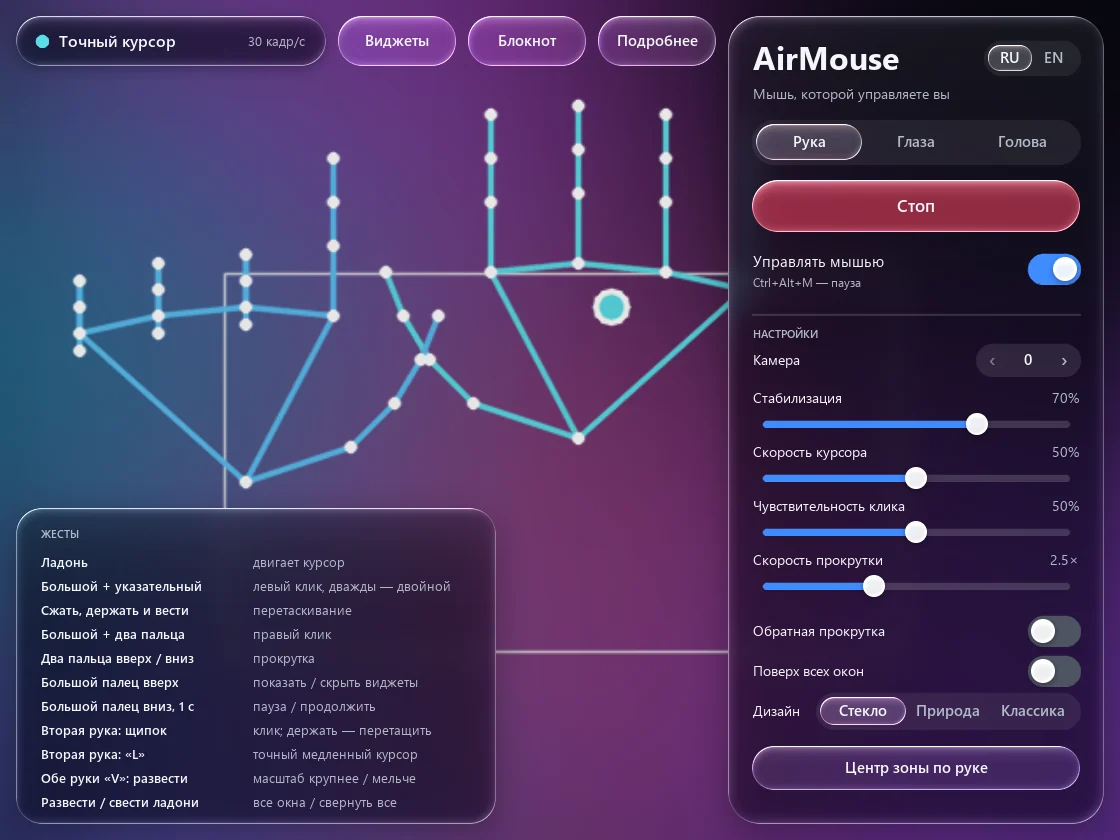 Точный курсор
30 кадр/с
Виджеты
Блокнот
Подробнее
AirMouse
RU
EN
Мышь, которой управляете вы
Рука
Глаза
Голова
Стоп
Управлять мышью
Ctrl+Alt+M — пауза
НАСТРОЙКИ
Камера
‹ 0 ›
Стабилизация 70%
Скорость курсора 50%
Чувствительность клика 50%
Скорость прокрутки 2.5×
Обратная прокрутка
Поверх всех окон
Дизайн Стекло Природа Классика
Центр зоны по руке
ЖЕСТЫ
Ладонь двигает курсор
Большой + указательный левый клик, дважды — двойной
Сжать, держать и вести перетаскивание
Большой + два пальца правый клик
Два пальца вверх / вниз прокрутка
Большой палец вверх показать / скрыть виджеты
Большой палец вниз, 1 с пауза / продолжить
Вторая рука: щипок клик; держать — перетащить
Вторая рука: «L» точный медленный курсор
Обе руки «V»: развести масштаб крупнее / мельче
Развести / свести ладони все окна / свернуть все